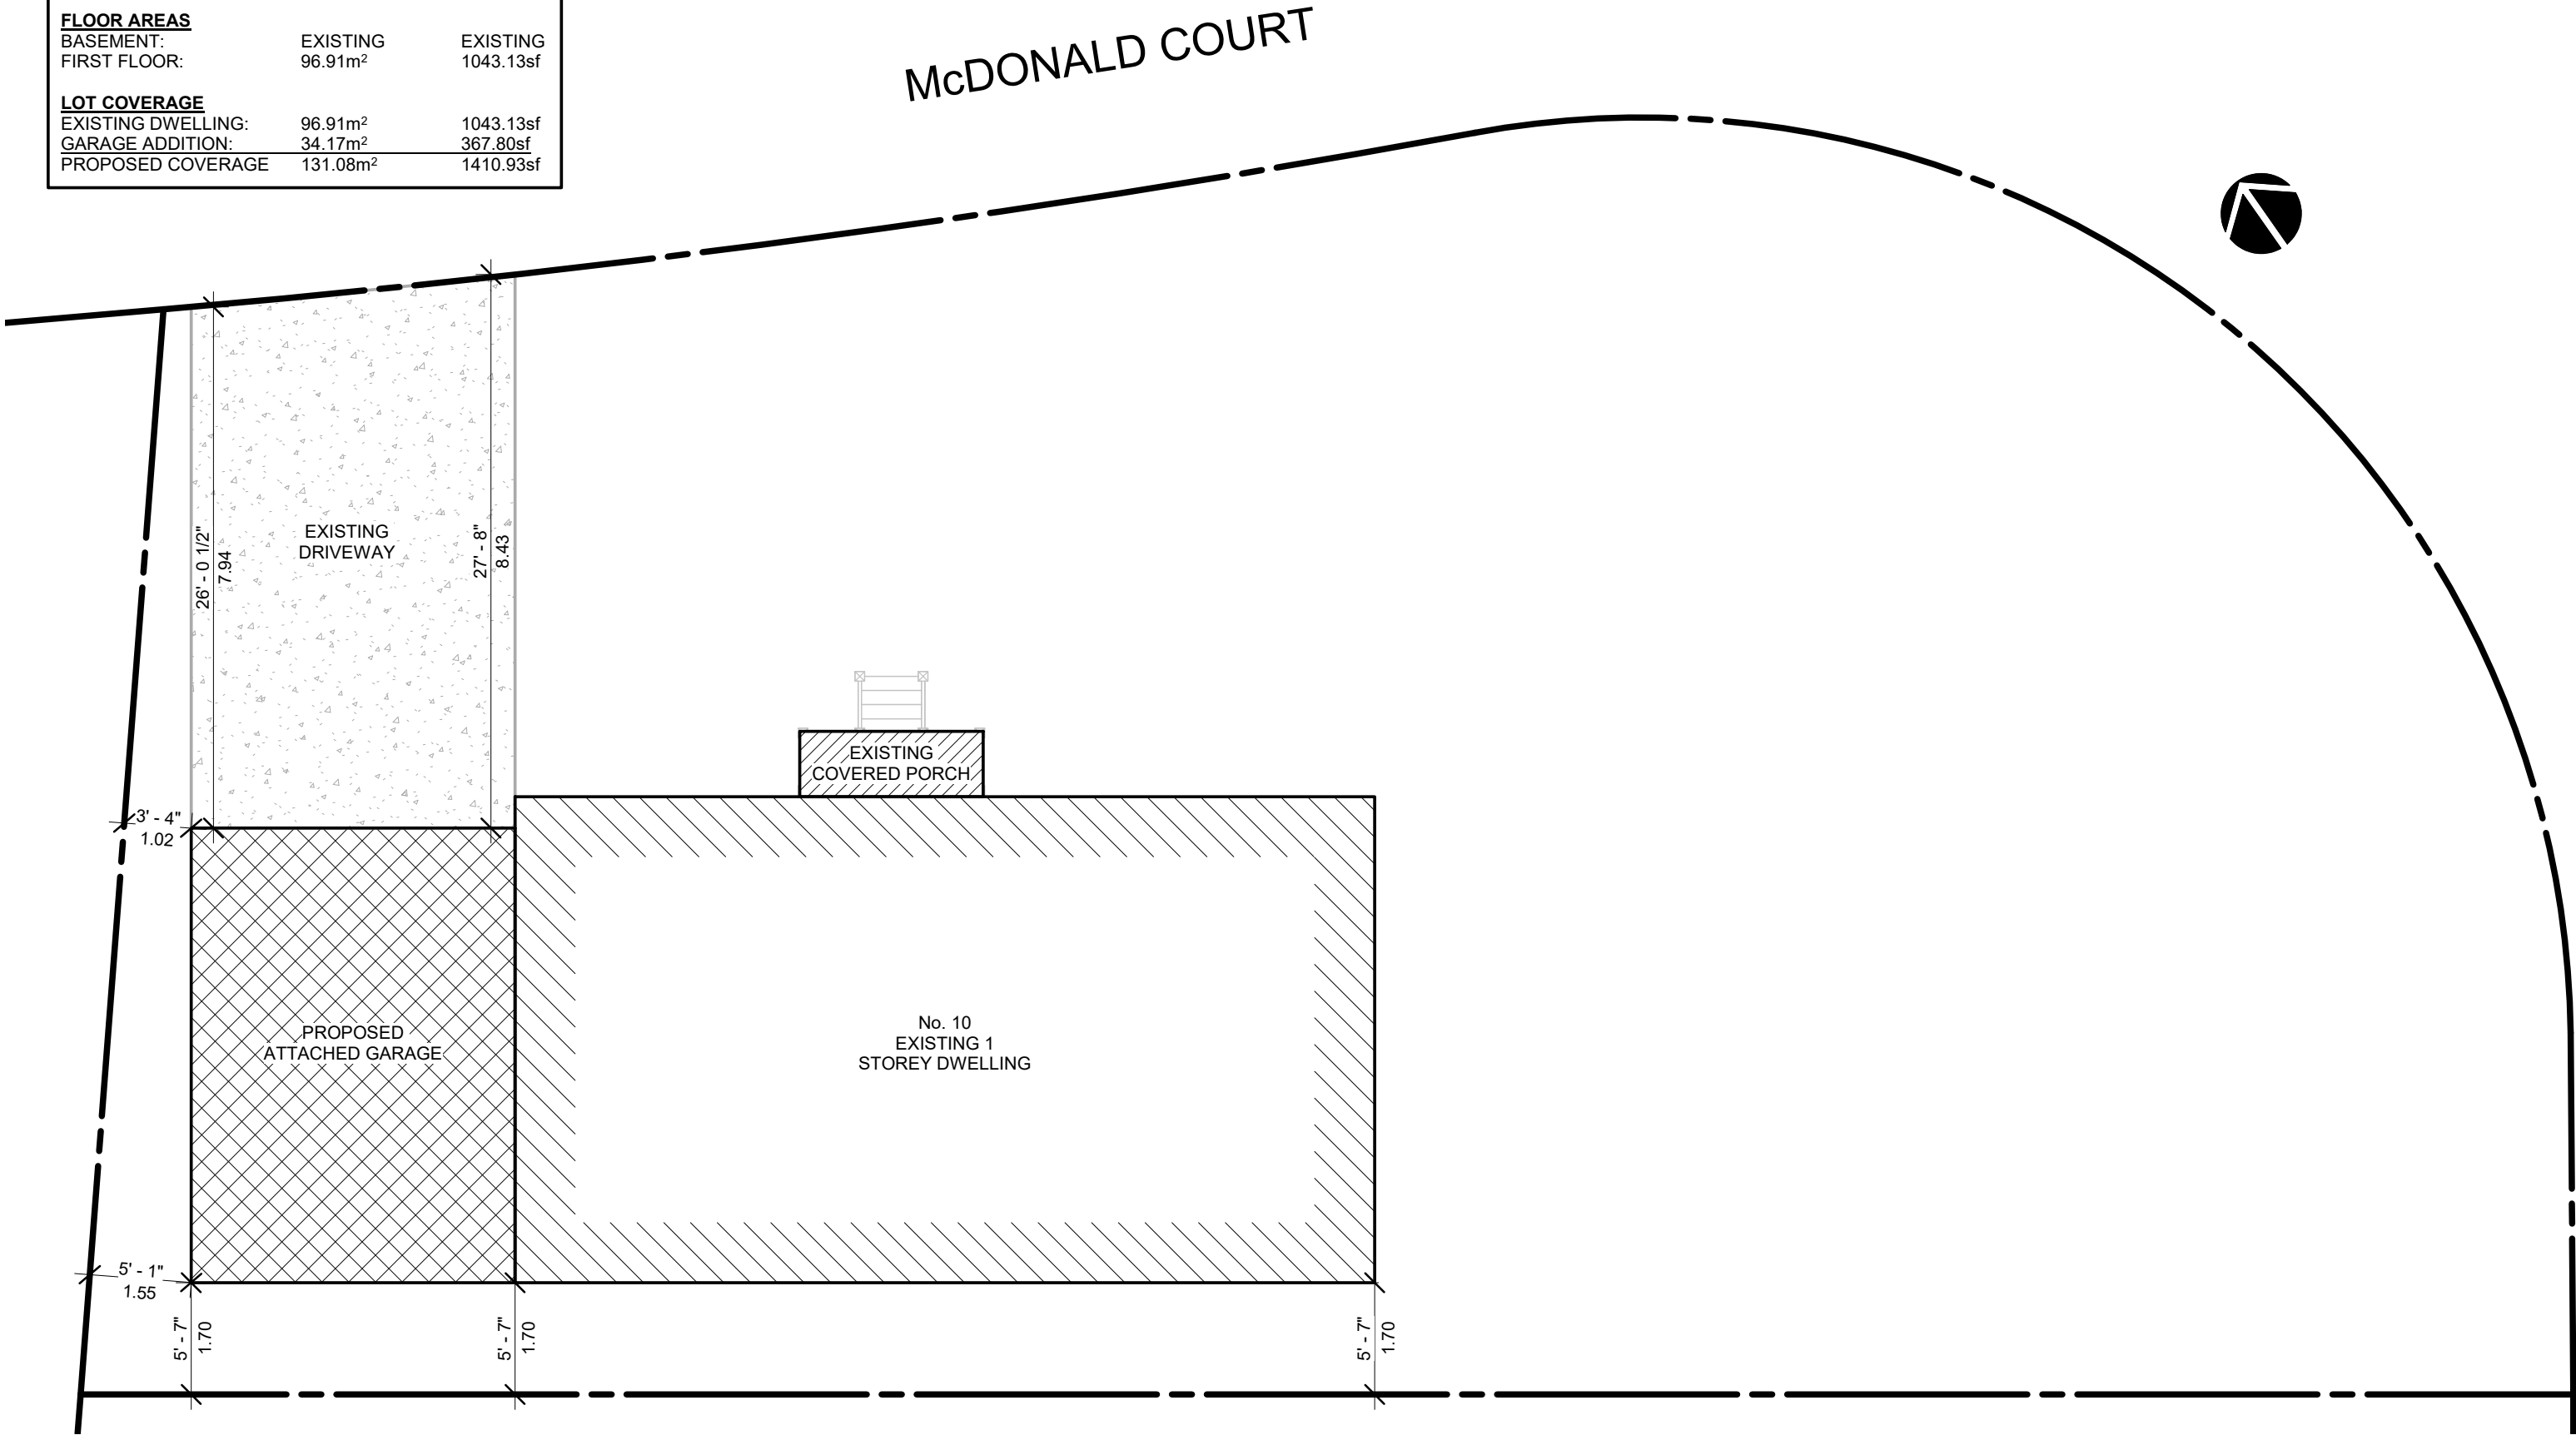 FLOOR AREAS
BASEMENT: EXISTING EXISTING
FIRST FLOOR: 96.91m² 1043.13sf
LOT COVERAGE
EXISTING DWELLING: 96.91m² 1043.13sf
GARAGE ADDITION: 34.17m² 367.80sf
PROPOSED COVERAGE 131.08m² 1410.93sf
McDONALD COURT
26' - 0 1/2"
7.94
EXISTING
DRIVEWAY
27' - 8"
8.43
EXISTING
COVERED PORCH
3' - 4"
1.02
PROPOSED
ATTACHED GARAGE
No. 10
EXISTING 1
STOREY DWELLING
5' - 1"
1.55
5' - 7"
1.70
5' - 7"
1.70
5' - 7"
1.70